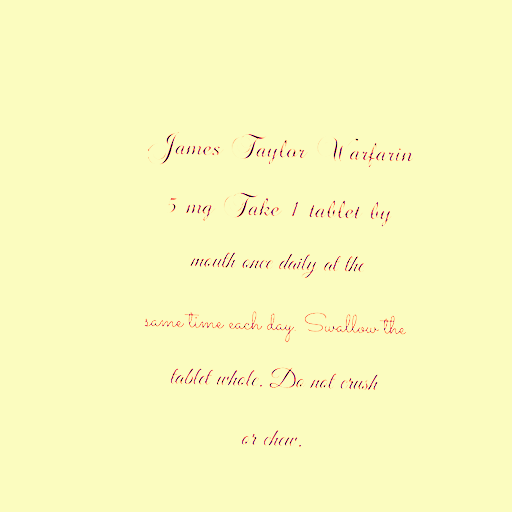 James Taylor Warfarin
mg Take 1 tablet by
mouth once daily at the
same time each day. Swallow the
tablet whole. Do not crush
or chew.